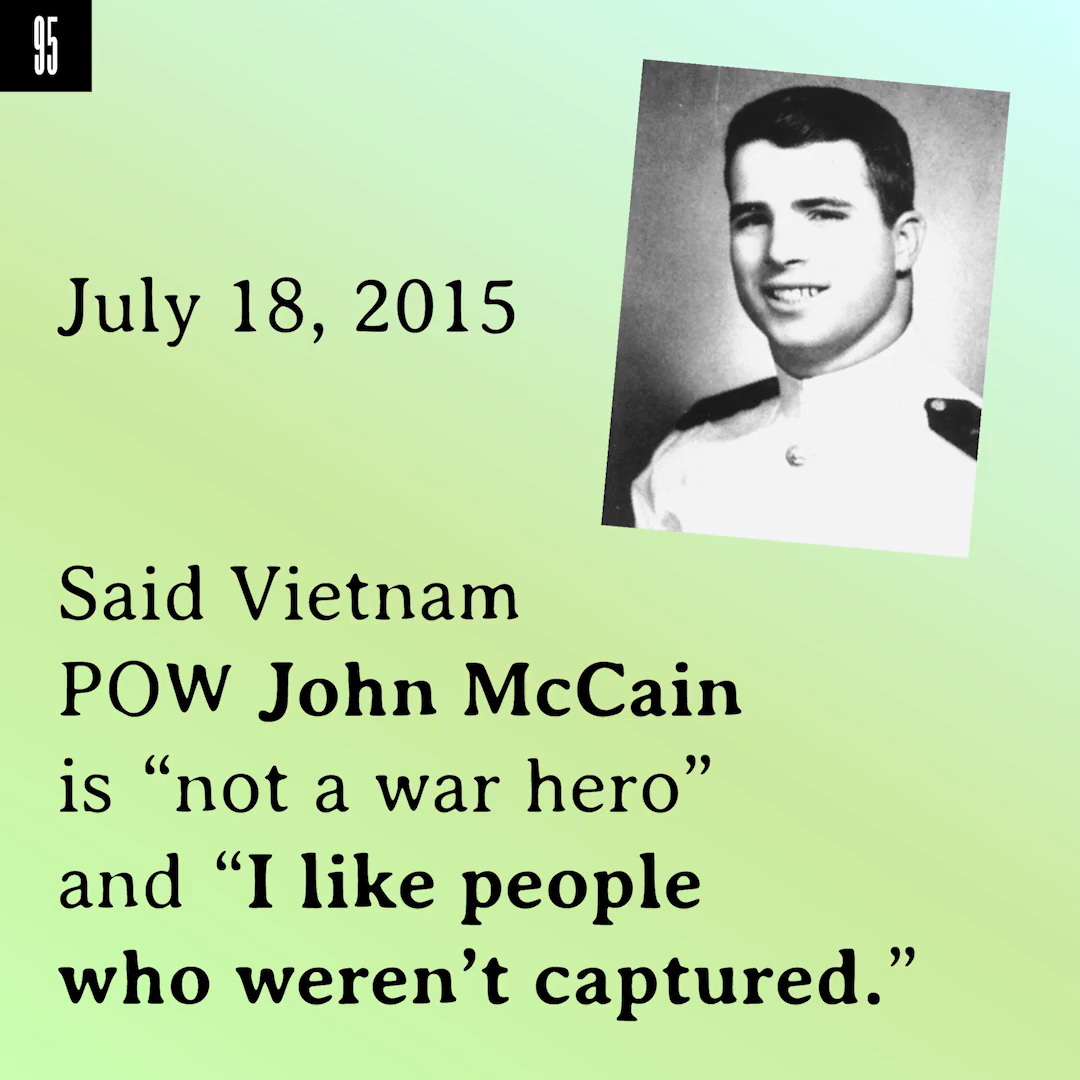 95
July 18, 2015
Said Vietnam
POW John McCain
is “not a war hero”
and “I like people
who weren’t captured.”